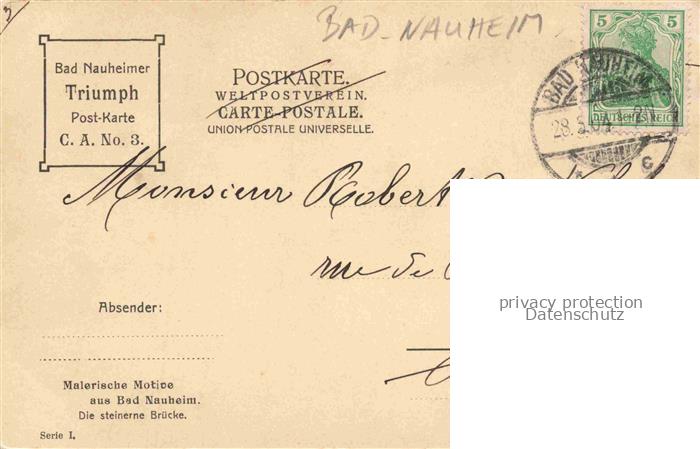 BAD-NAUHEIM
Bad Nauheimer
Triumph
Post-Karte
C. A. No. 3.
POSTKARTE.
WELTPOSTVEREIN.
CARTE-POSTALE.
UNION POSTALE UNIVERSELLE.
5 5
DEUTSCHES REICH
BAD NAUHEIM
28.
c
Monsieur Robert
rue de
Absender:
Malerische Motive
aus Bad Nauheim.
Die steinerne Brücke.
Serie I.
privacy protection
Datenschutz